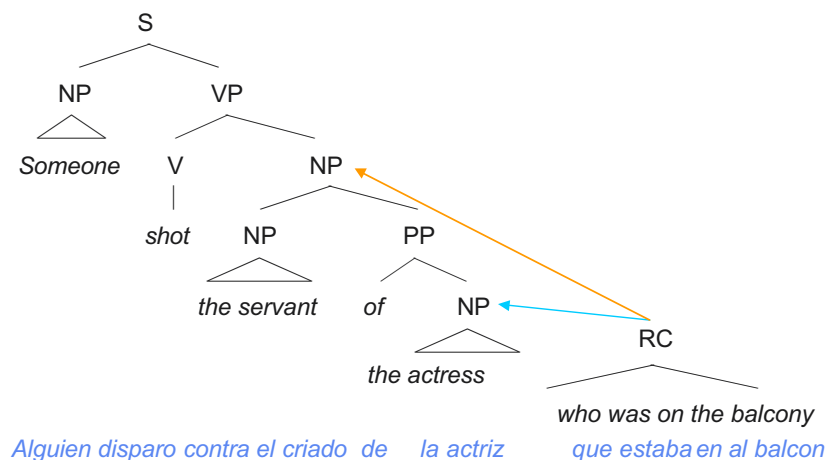 S
NP VP
Someone V NP
shot NP PP
the servant of NP
RC
the actress
who was on the balcony
Alguien disparo contra el criado de la actriz que estaba en al balcon